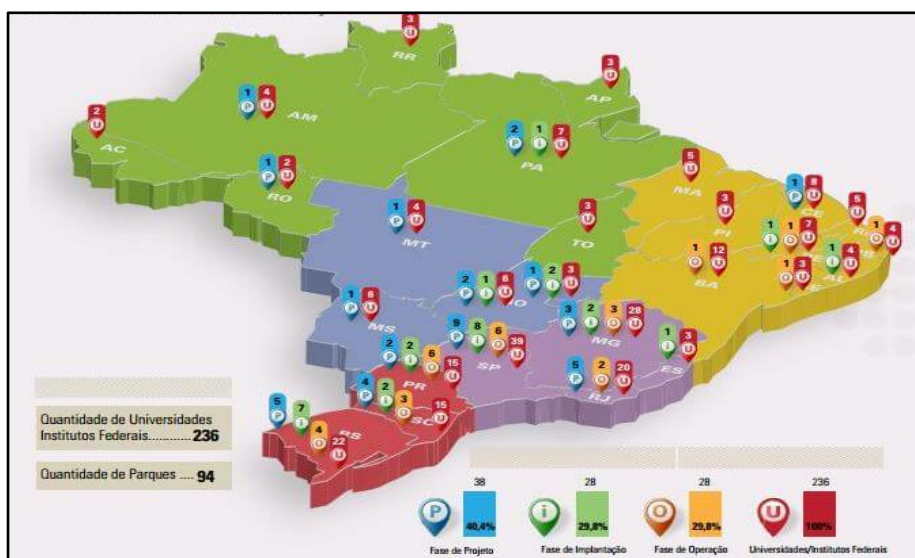 3
U
RR
3
U
AP
1 4
P U
AM
2
U
AC
2 1 7
P i U
PA
1 2
P U
RO
5
U
MA
3
U
PI
1 8
P U
CE
5
U
1 4
P U
MT
3
U
TO
1 1 7
i O U
1 4
O U
1 4
i U
AL
1 12
O U
BA
1 3
O U
2 1 6
P i U
1 2 3
P i U
1 6
P U
MS
3 2 3 28
P i O U
MG
1 3
i U
ES
9 8 6 39
P i O U
SP
5 2 20
P O U
RJ
2 2 6 15
P i O U
PR
4 2 3 15
P i O U
SC
5 7 4 22
P i O U
RS
Quantidade de Universidades
Institutos Federais............ 236
Quantidade de Parques .... 94
38 28 28 236
P i O U
40,4% 29,8% 29,8% 100%
Fase de Projeto Fase de Implantação Fase de Operação Universidades/Institutos Federais